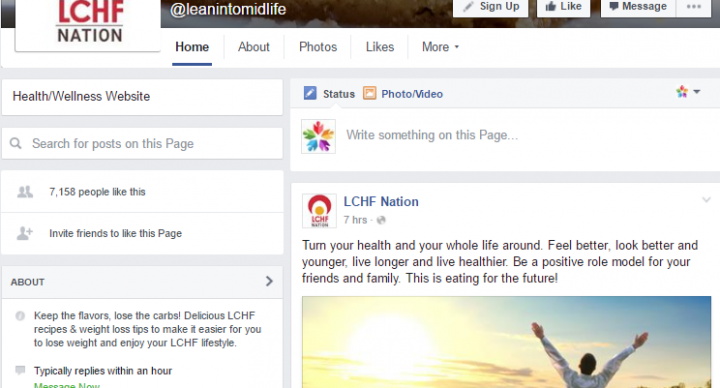 LCHF
NATION
@leanintomidlife
Sign Up
Like
Message
Home
About
Photos
Likes
More
Health/Wellness Website
Search for posts on this Page
7,158 people like this
Invite friends to like this Page
ABOUT
Keep the flavors, lose the carbs! Delicious LCHF
recipes & weight loss tips to make it easier for you
to lose weight and enjoy your LCHF lifestyle.
Typically replies within an hour
Message Now
Status
Photo/Video
Write something on this Page...
LCHF
NATION
LCHF Nation
7 hrs ·
Turn your health and your whole life around. Feel better, look better and
younger, live longer and live healthier. Be a positive role model for your
friends and family. This is eating for the future!